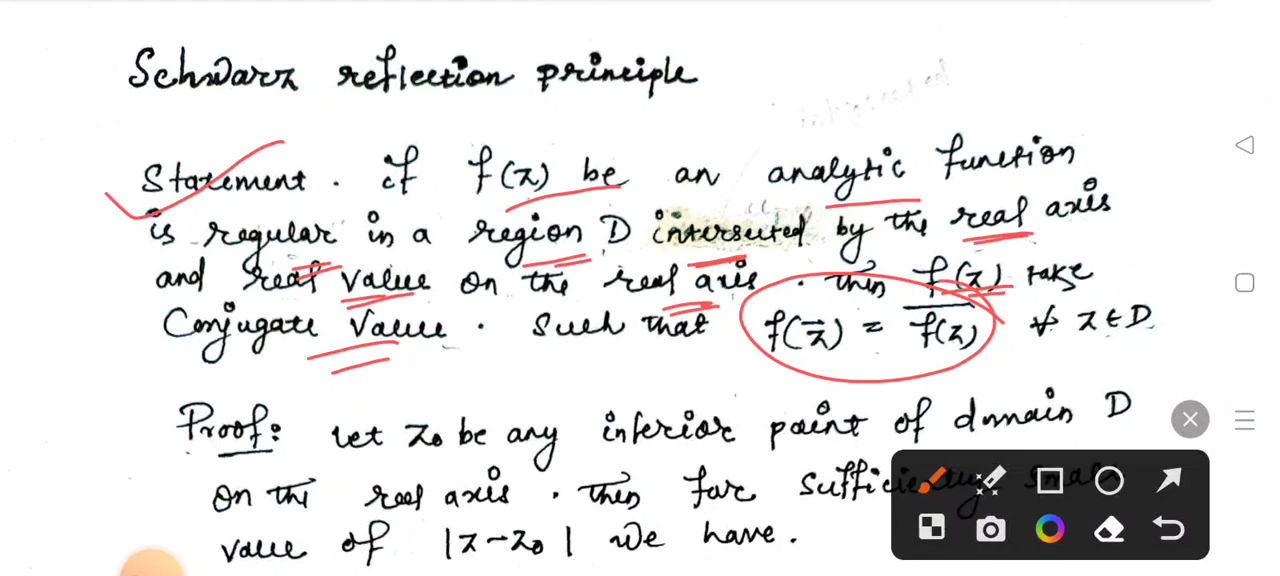 Schwarz reflection principle
Statement. if f(z) be an analytic function
is regular in a region D intersected by the real axis
and real value on the real axis. then f(z) take
Conjugate Value. Such that f(z̄) = \overline{f(z)} ∀ z ∈ D.
Proof: let z₀ be any interior point of domain D
on the real axis. then for sufficiently small
value of |z-z₀| we have.